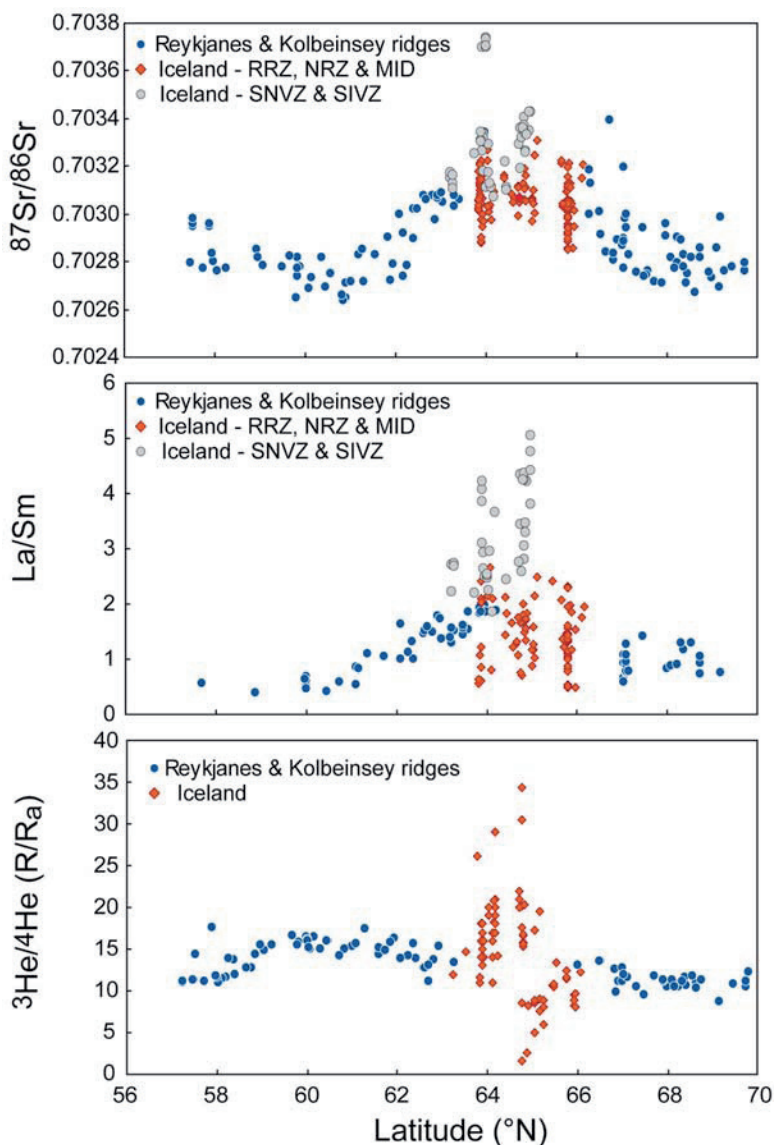 0.7038
0.7036
0.7034
0.7032
0.7030
0.7028
0.7026
0.7024
87Sr/86Sr
Reykjanes & Kolbeinsey ridges
Iceland - RRZ, NRZ & MID
Iceland - SNVZ & SIVZ
6
5
4
3
2
1
0
La/Sm
Reykjanes & Kolbeinsey ridges
Iceland - RRZ, NRZ & MID
Iceland - SNVZ & SIVZ
40
35
30
25
20
15
10
5
0
3He/4He (R/Ra)
Reykjanes & Kolbeinsey ridges
Iceland
56 58 60 62 64 66 68 70
Latitude (°N)